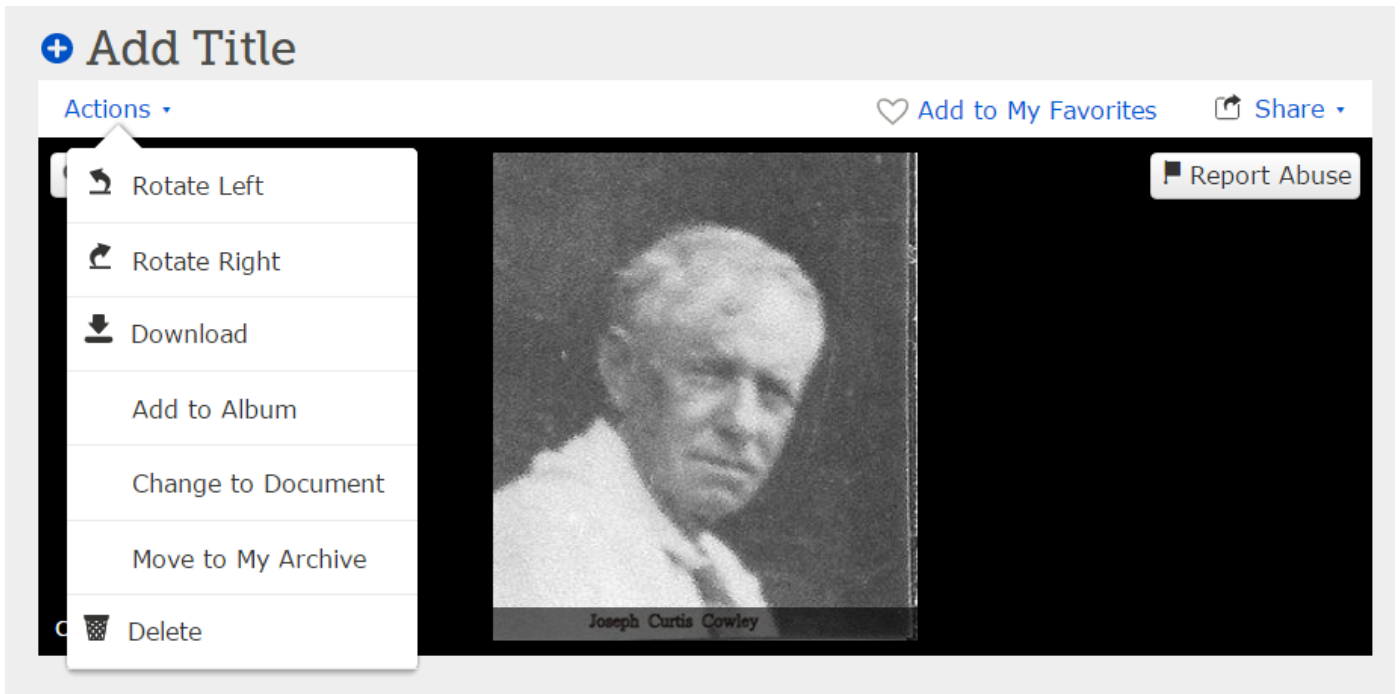 Add Title
Actions
Add to My Favorites
Share
Report Abuse
Rotate Left
Rotate Right
Download
Add to Album
Change to Document
Move to My Archive
Delete
Joseph Curtis Cowley